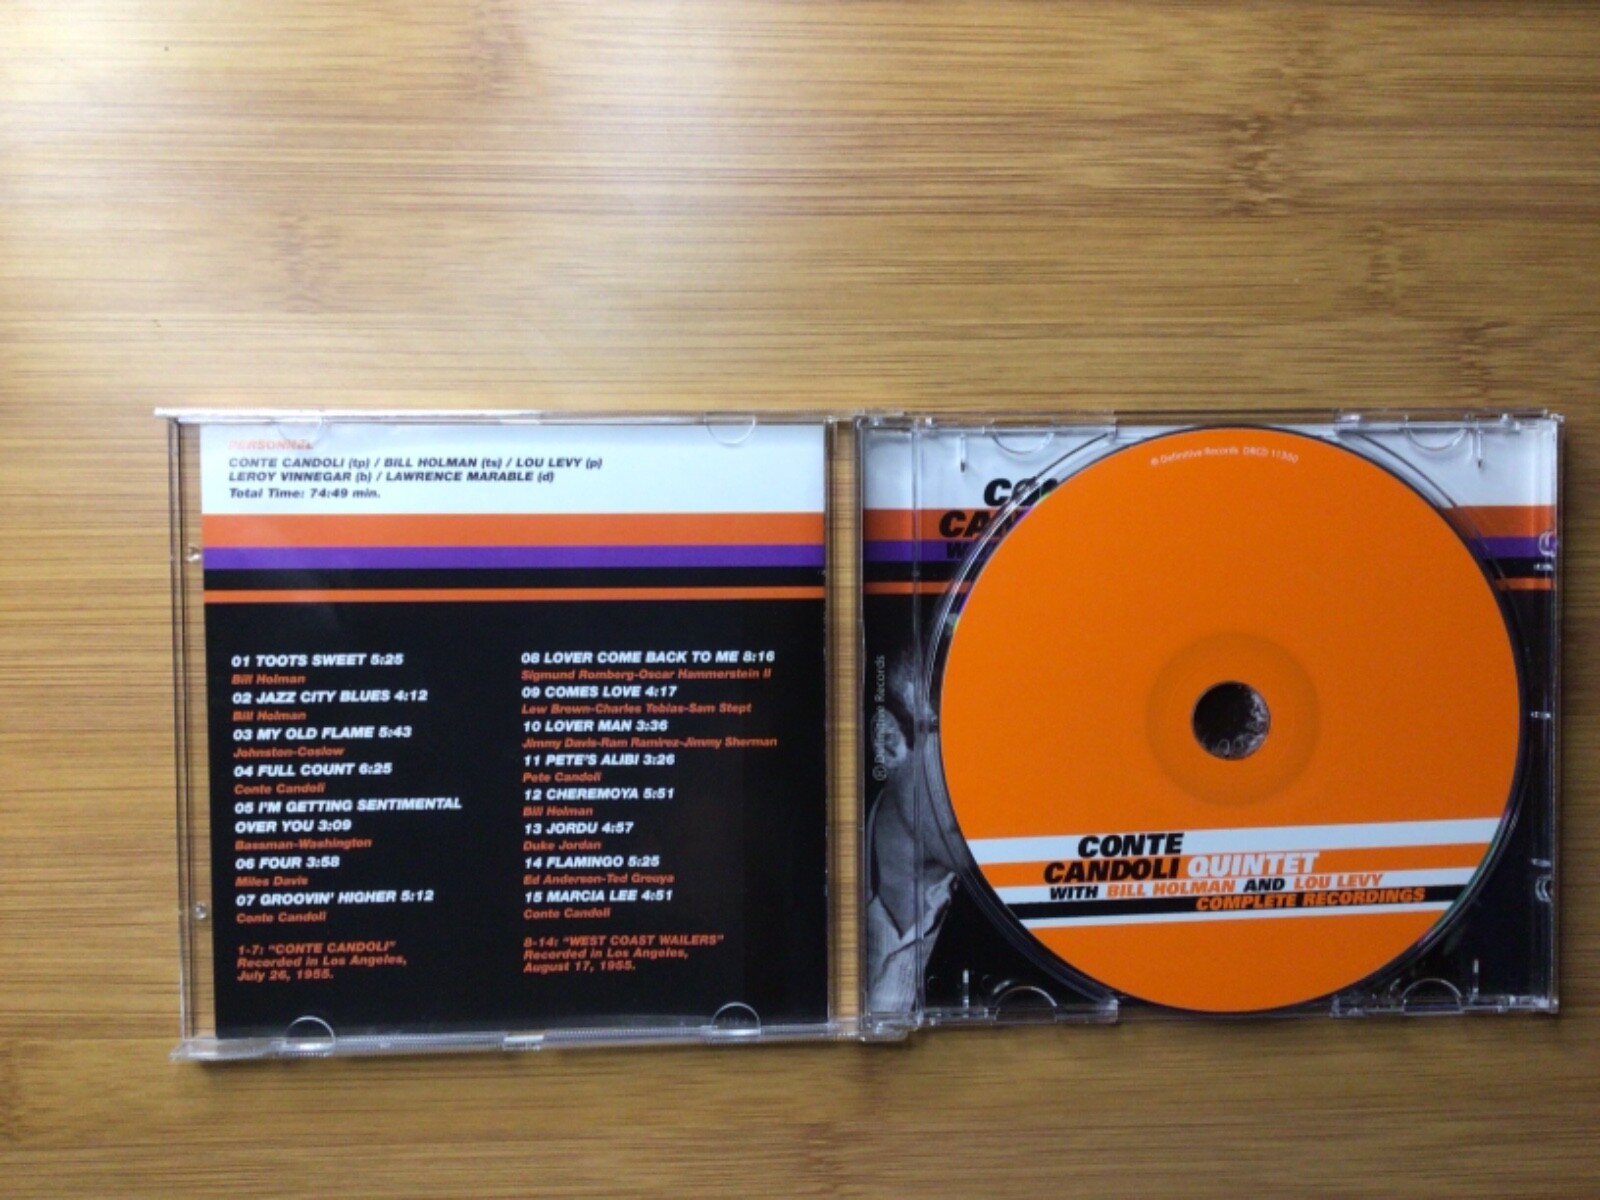 PERSONNEL
CONTE CANDOLI (tp) / BILL HOLMAN (ts) / LOU LEVY (p)
LEROY VINNEGAR (b) / LAWRENCE MARABLE (d)
Total Time: 74:49 min.
01 TOOTS SWEET 5:25
Bill Holman
02 JAZZ CITY BLUES 4:12
Bill Holman
03 MY OLD FLAME 5:43
Johnston-Coslow
04 FULL COUNT 6:25
Conte Candoli
05 I'M GETTING SENTIMENTAL
OVER YOU 3:09
Bassman-Washington
06 FOUR 3:58
Miles Davis
07 GROOVIN' HIGHER 5:12
Conte Candoli
1-7: "CONTE CANDOLI"
Recorded in Los Angeles,
July 26, 1955.
08 LOVER COME BACK TO ME 8:16
Sigmund Romberg-Oscar Hammerstein II
09 COMES LOVE 4:17
Lew Brown-Charles Tobias-Sam Stept
10 LOVER MAN 3:36
Jimmy Davis-Ram Ramirez-Jimmy Sherman
11 PETE'S ALIBI 3:26
Pete Candoli
12 CHEREMOYA 5:51
Bill Holman
13 JORDU 4:57
Duke Jordan
14 FLAMINGO 5:25
Ed Anderson-Ted Grouya
15 MARCIA LEE 4:51
Conte Candoli
8-14: "WEST COAST WAILERS"
Recorded in Los Angeles,
August 17, 1955.
℗ Definitive Records
℗ Definitive Records DRCD 11300
CONTE
CANDOLI QUINTET
WITH BILL HOLMAN AND LOU LEVY
COMPLETE RECORDINGS